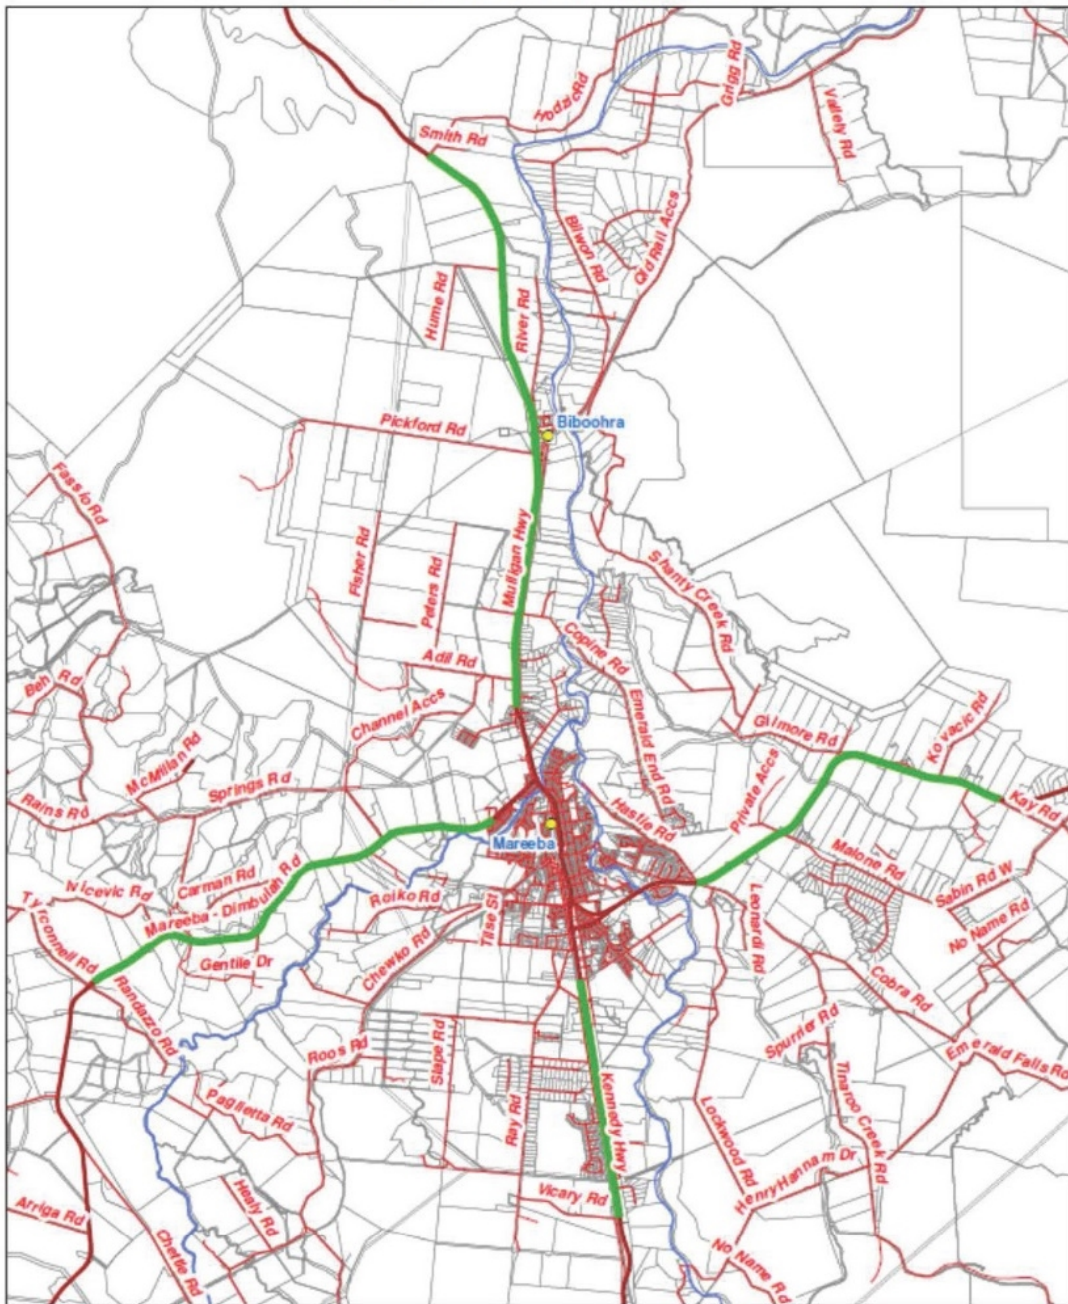 Grigg Rd
Hodzic Rd
Vallely Rd
Smith Rd
Bilwon Rd
Qld Rail Accs
Hume Rd
River Rd
Pickford Rd
Biboohra
Fassio Rd
Mulligan Hwy
Fisher Rd
Peters Rd
Shanty Creek Rd
Copine Rd
Adil Rd
Beh Rd
Channel Accs
Emerald End Rd
Gilmore Rd
Kovacic Rd
McMillan Rd
Springs Rd
Rains Rd
Private Accs
Kay Rd
Hastie Rd
Mareeba
Malone Rd
Sabin Rd W
Nicevic Rd
Carman Rd
Mareeba - Dimbulah Rd
Roiko Rd
Tilse St
Leonardi Rd
No Name Rd
Tyrconnell Rd
Gentile Dr
Chewko Rd
Cobra Rd
Randazzo Rd
Roos Rd
Slape Rd
Spurrier Rd
Emerald Falls Rd
Paglietta Rd
Ray Rd
Kennedy Hwy
Lockwood Rd
Tinaroo Creek Rd
Henry Hannam Dr
Vicary Rd
Healy Rd
Arriga Rd
Chettle Rd
No Name Rd